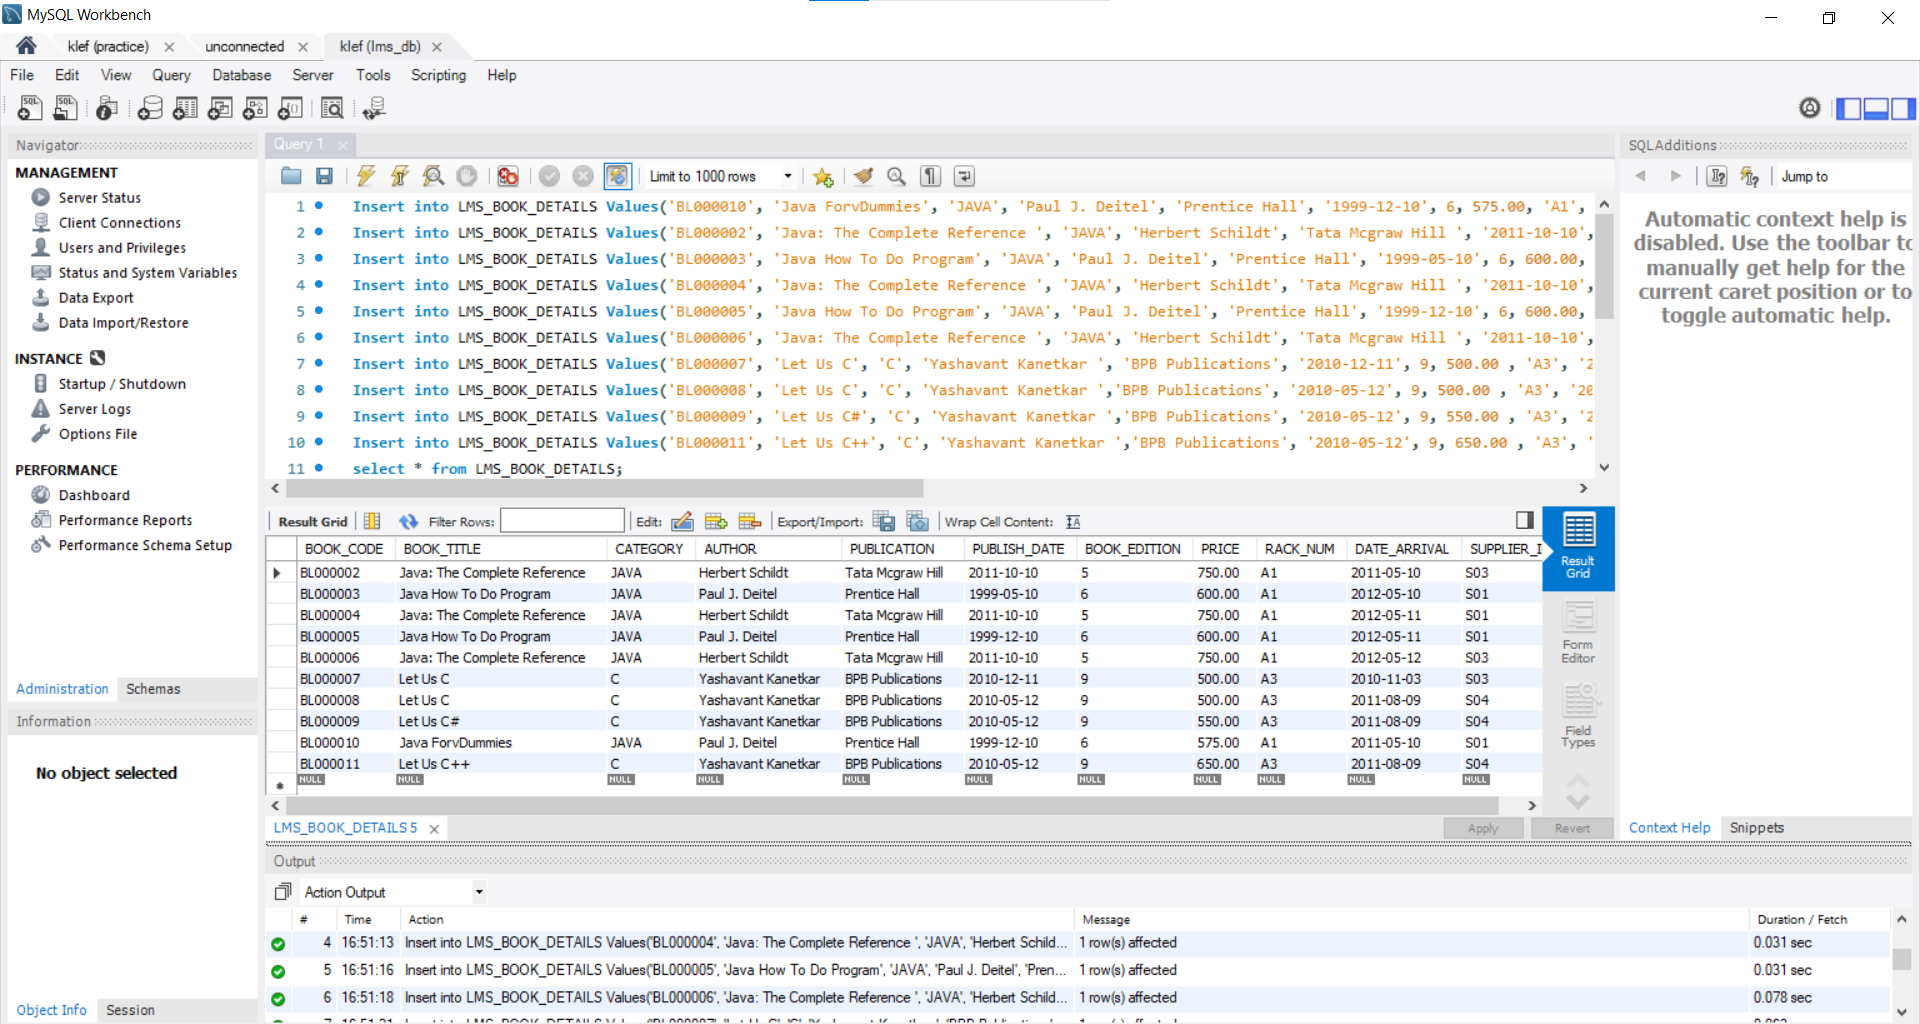 MySQL Workbench
klef (practice)
unconnected
klef (lms_db)
File Edit View Query Database Server Tools Scripting Help
Navigator
MANAGEMENT
Server Status
Client Connections
Users and Privileges
Status and System Variables
Data Export
Data Import/Restore
INSTANCE
Startup / Shutdown
Server Logs
Options File
PERFORMANCE
Dashboard
Performance Reports
Performance Schema Setup
Administration Schemas
Information
No object selected
Object Info Session
Query 1
Limit to 1000 rows
1 Insert into LMS_BOOK_DETAILS Values('BL000010', 'Java ForvDummies', 'JAVA', 'Paul J. Deitel', 'Prentice Hall', '1999-12-10', 6, 575.00, 'A1',
2 Insert into LMS_BOOK_DETAILS Values('BL000002', 'Java: The Complete Reference ', 'JAVA', 'Herbert Schildt', 'Tata Mcgraw Hill ', '2011-10-10',
3 Insert into LMS_BOOK_DETAILS Values('BL000003', 'Java How To Do Program', 'JAVA', 'Paul J. Deitel', 'Prentice Hall', '1999-05-10', 6, 600.00,
4 Insert into LMS_BOOK_DETAILS Values('BL000004', 'Java: The Complete Reference ', 'JAVA', 'Herbert Schildt', 'Tata Mcgraw Hill ', '2011-10-10',
5 Insert into LMS_BOOK_DETAILS Values('BL000005', 'Java How To Do Program', 'JAVA', 'Paul J. Deitel', 'Prentice Hall', '1999-12-10', 6, 600.00,
6 Insert into LMS_BOOK_DETAILS Values('BL000006', 'Java: The Complete Reference ', 'JAVA', 'Herbert Schildt', 'Tata Mcgraw Hill ', '2011-10-10',
7 Insert into LMS_BOOK_DETAILS Values('BL000007', 'Let Us C', 'C', 'Yashavant Kanetkar ', 'BPB Publications', '2010-12-11', 9, 500.00 , 'A3', '2
8 Insert into LMS_BOOK_DETAILS Values('BL000008', 'Let Us C', 'C', 'Yashavant Kanetkar ','BPB Publications', '2010-05-12', 9, 500.00 , 'A3', '20
9 Insert into LMS_BOOK_DETAILS Values('BL000009', 'Let Us C#', 'C', 'Yashavant Kanetkar ','BPB Publications', '2010-05-12', 9, 550.00 , 'A3', '2
10 Insert into LMS_BOOK_DETAILS Values('BL000011', 'Let Us C++', 'C', 'Yashavant Kanetkar ','BPB Publications', '2010-05-12', 9, 650.00 , 'A3', '
11 select * from LMS_BOOK_DETAILS;
Result Grid Filter Rows: Edit: Export/Import: Wrap Cell Content:
BOOK_CODE BOOK_TITLE CATEGORY AUTHOR PUBLICATION PUBLISH_DATE BOOK_EDITION PRICE RACK_NUM DATE_ARRIVAL SUPPLIER_I
BL000002 Java: The Complete Reference JAVA Herbert Schildt Tata Mcgraw Hill 2011-10-10 5 750.00 A1 2011-05-10 S03
BL000003 Java How To Do Program JAVA Paul J. Deitel Prentice Hall 1999-05-10 6 600.00 A1 2012-05-10 S01
BL000004 Java: The Complete Reference JAVA Herbert Schildt Tata Mcgraw Hill 2011-10-10 5 750.00 A1 2012-05-11 S01
BL000005 Java How To Do Program JAVA Paul J. Deitel Prentice Hall 1999-12-10 6 600.00 A1 2012-05-11 S01
BL000006 Java: The Complete Reference JAVA Herbert Schildt Tata Mcgraw Hill 2011-10-10 5 750.00 A1 2012-05-12 S03
BL000007 Let Us C C Yashavant Kanetkar BPB Publications 2010-12-11 9 500.00 A3 2010-11-03 S03
BL000008 Let Us C C Yashavant Kanetkar BPB Publications 2010-05-12 9 500.00 A3 2011-08-09 S04
BL000009 Let Us C# C Yashavant Kanetkar BPB Publications 2010-05-12 9 550.00 A3 2011-08-09 S04
BL000010 Java ForvDummies JAVA Paul J. Deitel Prentice Hall 1999-12-10 6 575.00 A1 2011-05-10 S01
BL000011 Let Us C++ C Yashavant Kanetkar BPB Publications 2010-05-12 9 650.00 A3 2011-08-09 S04
NULL NULL NULL NULL NULL NULL NULL NULL NULL NULL NULL
Result
Grid
Form
Editor
Field
Types
LMS_BOOK_DETAILS 5
Apply Revert
SQLAdditions
Jump to
Automatic context help is
disabled. Use the toolbar to
manually get help for the
current caret position or to
toggle automatic help.
Context Help Snippets
Output
Action Output
# Time Action Message Duration / Fetch
4 16:51:13 Insert into LMS_BOOK_DETAILS Values('BL000004', 'Java: The Complete Reference ', 'JAVA', 'Herbert Schild... 1 row(s) affected 0.031 sec
5 16:51:16 Insert into LMS_BOOK_DETAILS Values('BL000005', 'Java How To Do Program', 'JAVA', 'Paul J. Deitel', 'Pren... 1 row(s) affected 0.031 sec
6 16:51:18 Insert into LMS_BOOK_DETAILS Values('BL000006', 'Java: The Complete Reference ', 'JAVA', 'Herbert Schild... 1 row(s) affected 0.078 sec